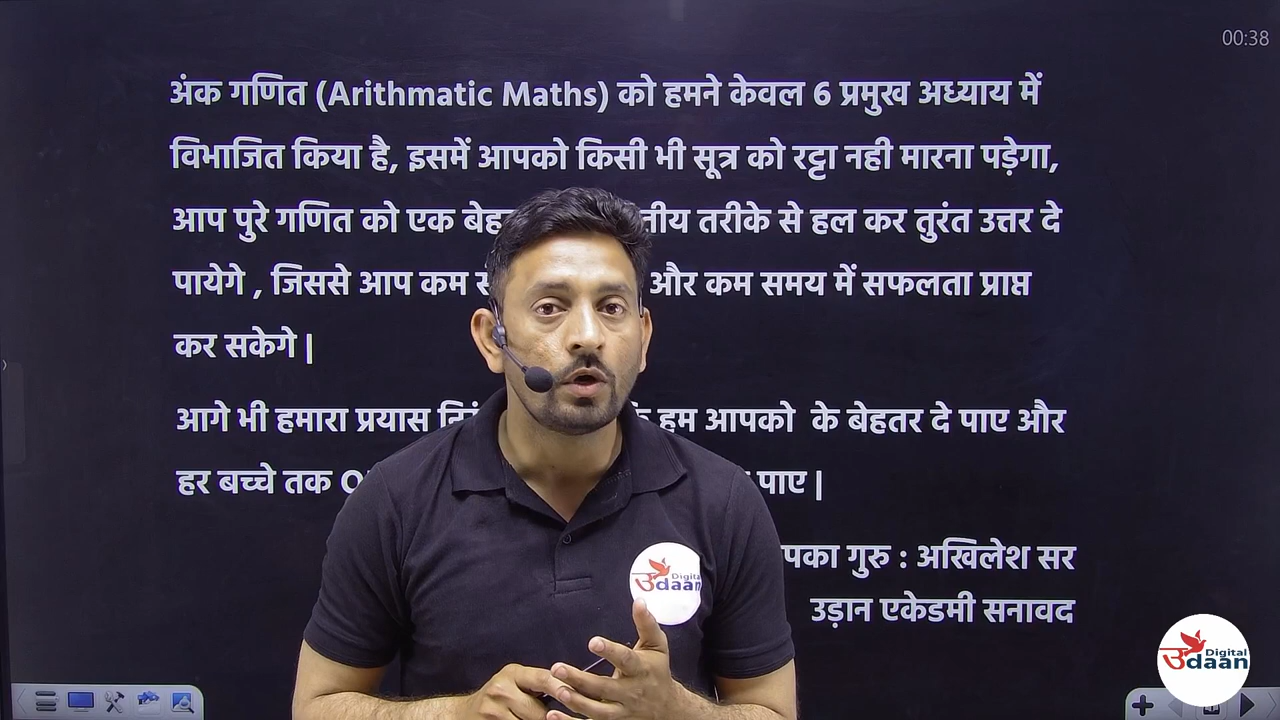 00:38
अंक गणित (Arithmatic Maths) को हमने केवल 6 प्रमुख अध्याय में
विभाजित किया है, इसमें आपको किसी भी सूत्र को रट्टा नही मारना पड़ेगा,
आप पुरे गणित को एक तरीके से हल कर तुरंत उत्तर दे
पायेगे , जिससे आप कम और कम समय में सफलता प्राप्त
कर सकेगे |
आगे भी हमारा प्रयास हम आपको के बेहतर दे पाए और
हर बच्चे तक पाए |
गुरु : अखिलेश सर
उड़ान एकेडमी सनावद
Digital
उdaan
Digital
उdaan